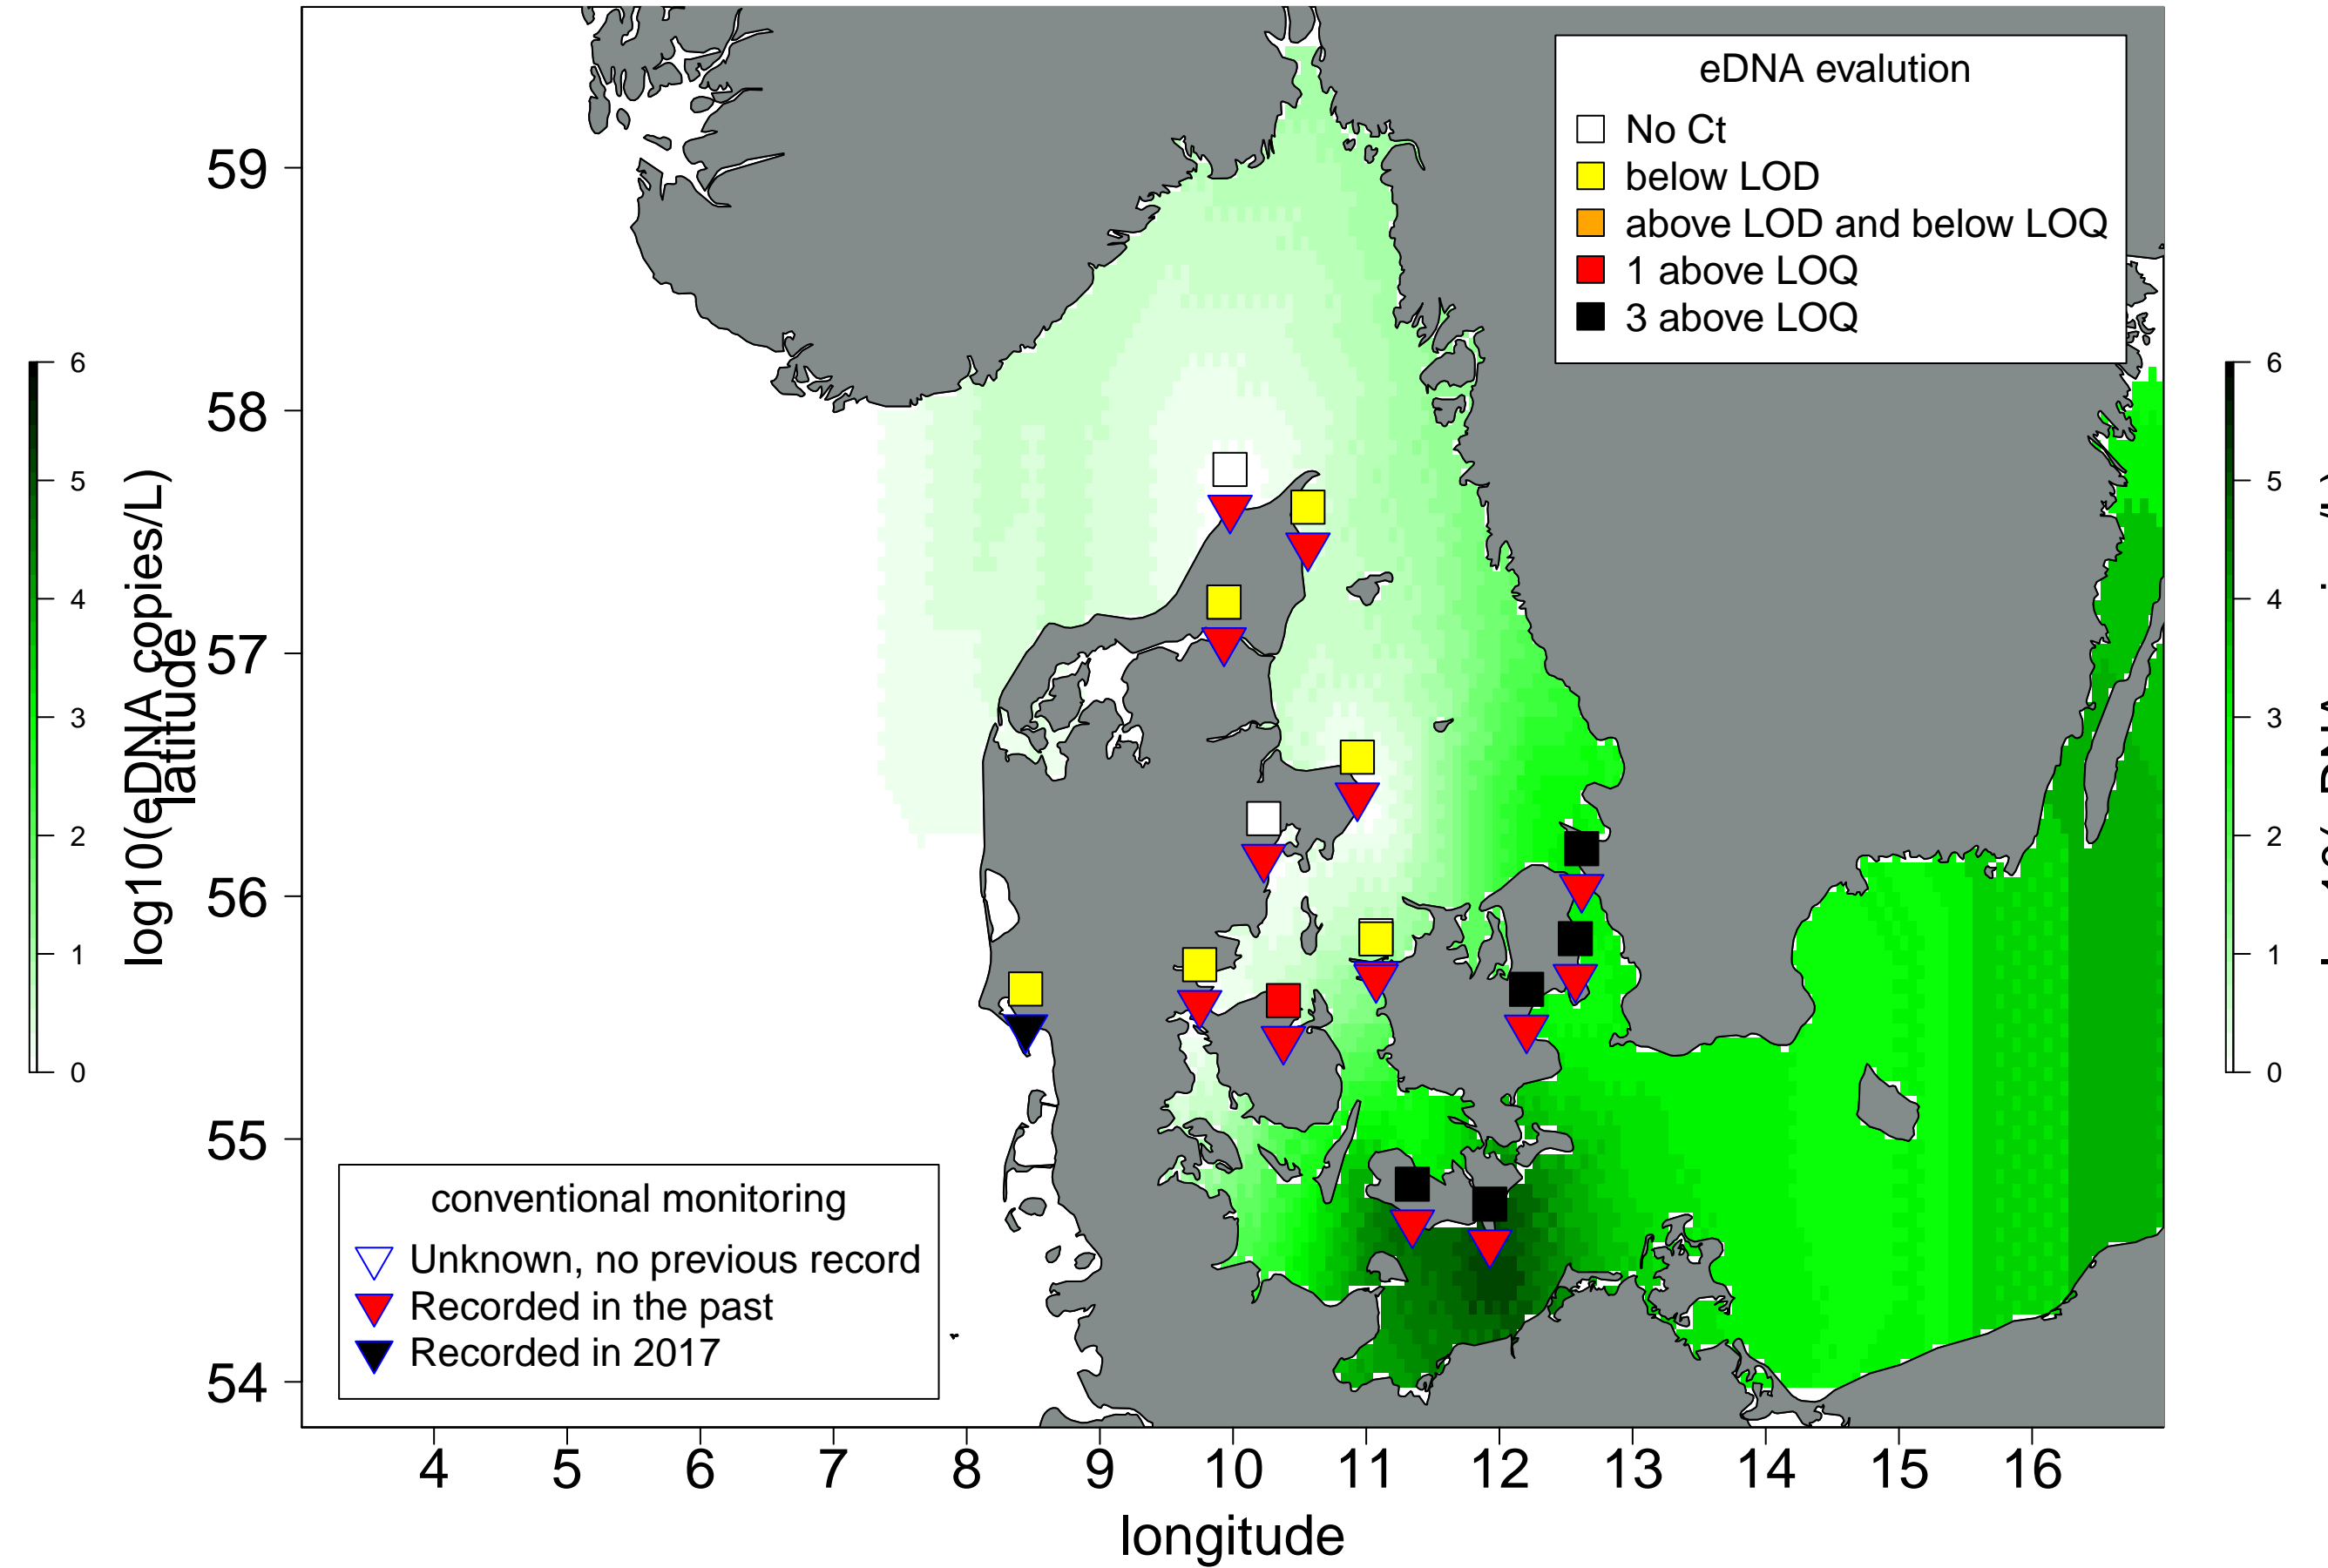 eDNA evalution
No Ct
below LOD
above LOD and below LOQ
1 above LOQ
3 above LOQ
59
58
57
56
55
54
latitude
log10(eDNA copies/L)
6
5
4
3
2
1
0
6
5
4
3
2
1
0
conventional monitoring
Unknown, no previous record
Recorded in the past
Recorded in 2017
4 5 6 7 8 9 10 11 12 13 14 15 16
longitude